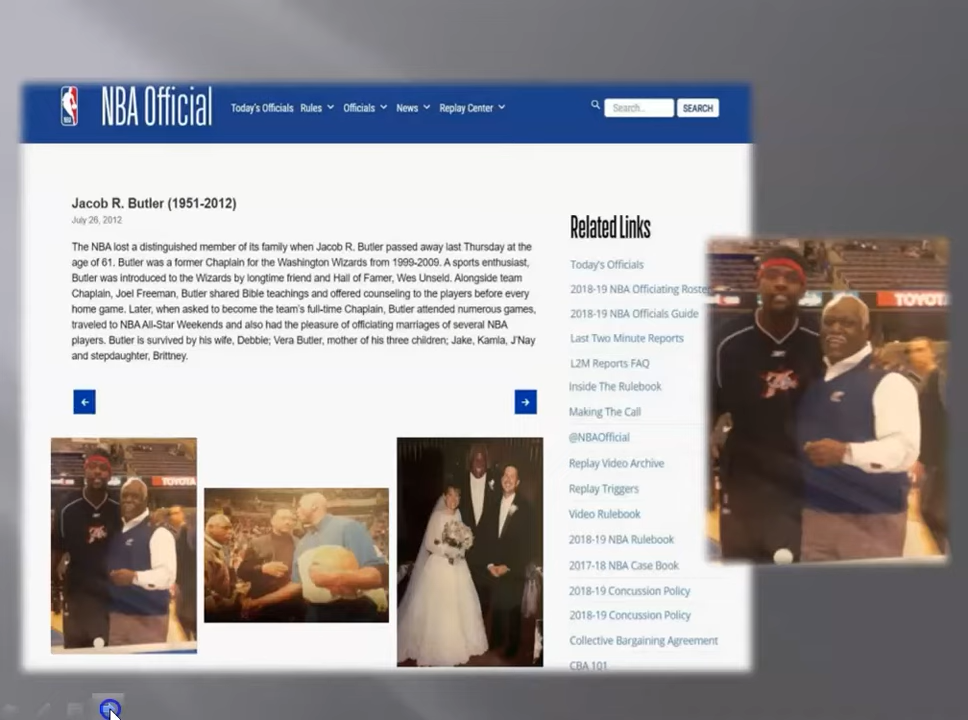 NBA Official
Today's Officials Rules Officials News Replay Center
Search... SEARCH
Jacob R. Butler (1951-2012)
July 26, 2012
The NBA lost a distinguished member of its family when Jacob R. Butler passed away last Thursday at the
age of 61. Butler was a former Chaplain for the Washington Wizards from 1999-2009. A sports enthusiast,
Butler was introduced to the Wizards by longtime friend and Hall of Famer, Wes Unseld. Alongside team
Chaplain, Joel Freeman, Butler shared Bible teachings and offered counseling to the players before every
home game. Later, when asked to become the team's full-time Chaplain, Butler attended numerous games,
traveled to NBA All-Star Weekends and also had the pleasure of officiating marriages of several NBA
players. Butler is survived by his wife, Debbie; Vera Butler, mother of his three children; Jake, Kamla, J'Nay
and stepdaughter, Brittney.
Related Links
Today's Officials
2018-19 NBA Officiating Roster
2018-19 NBA Officials Guide
Last Two Minute Reports
L2M Reports FAQ
Inside The Rulebook
Making The Call
@NBAOfficial
Replay Video Archive
Replay Triggers
Video Rulebook
2018-19 NBA Rulebook
2017-18 NBA Case Book
2018-19 Concussion Policy
2018-19 Concussion Policy
Collective Bargaining Agreement
CBA 101
TOYOTA
TOYOT